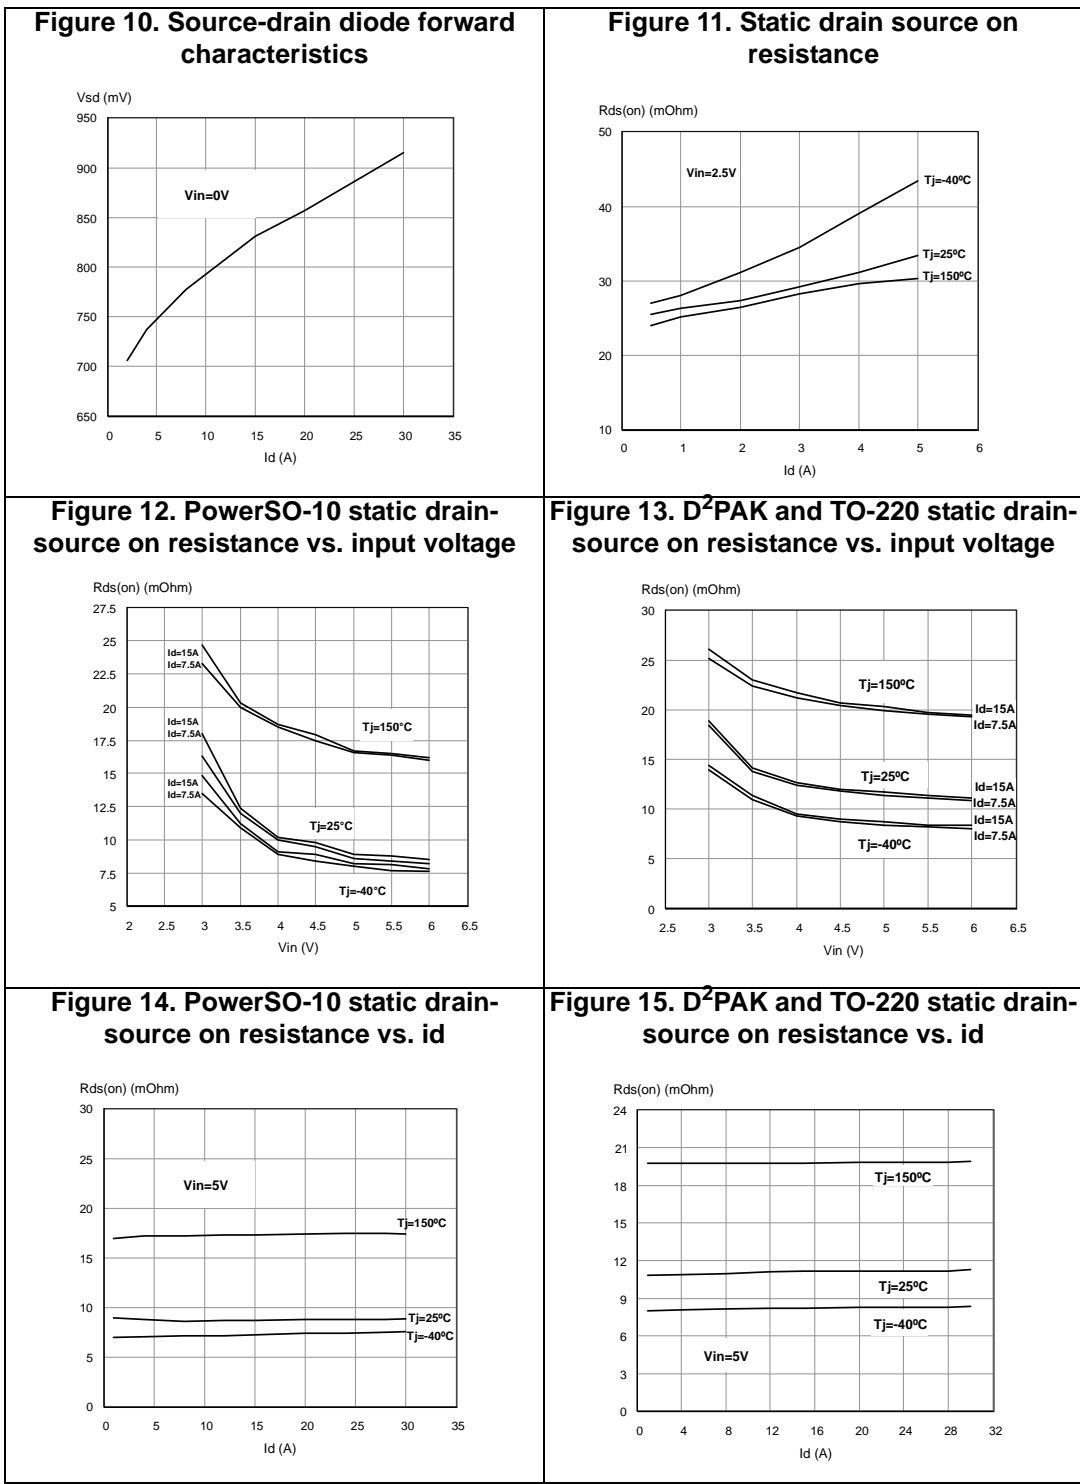 Figure 10. Source-drain diode forward
characteristics
Vsd (mV)
950
900
850
800
750
700
650
Vin=0V
0 5 10 15 20 25 30 35
Id (A)
Figure 11. Static drain source on
resistance
Rds(on) (mOhm)
50
40
30
20
10
Vin=2.5V
Tj=-40ºC
Tj=25ºC
Tj=150ºC
0 1 2 3 4 5 6
Id (A)
Figure 12. PowerSO-10 static drain-
source on resistance vs. input voltage
Rds(on) (mOhm)
27.5
25
22.5
20
17.5
15
12.5
10
7.5
5
Id=15A
Id=7.5A
Id=15A
Id=7.5A
Id=15A
Id=7.5A
Tj=150°C
Tj=25°C
Tj=-40°C
2 2.5 3 3.5 4 4.5 5 5.5 6 6.5
Vin (V)
Figure 13. D²PAK and TO-220 static drain-
source on resistance vs. input voltage
Rds(on) (mOhm)
30
25
20
15
10
5
0
Tj=150ºC
Id=15A
Id=7.5A
Tj=25ºC
Id=15A
Id=7.5A
Id=15A
Id=7.5A
Tj=-40ºC
2.5 3 3.5 4 4.5 5 5.5 6 6.5
Vin (V)
Figure 14. PowerSO-10 static drain-
source on resistance vs. id
Rds(on) (mOhm)
30
25
20
15
10
5
0
Vin=5V
Tj=150ºC
Tj=25ºC
Tj=-40ºC
0 5 10 15 20 25 30 35
Id (A)
Figure 15. D²PAK and TO-220 static drain-
source on resistance vs. id
Rds(on) (mOhm)
24
21
18
15
12
9
6
3
0
Tj=150ºC
Tj=25ºC
Tj=-40ºC
Vin=5V
0 4 8 12 16 20 24 28 32
Id (A)